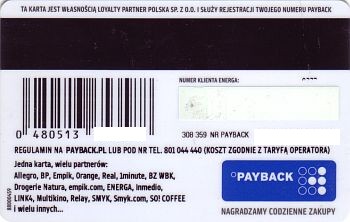 TA KARTA JEST WŁASNOŚCIĄ LOYALTY PARTNER POLSKA SP. Z O.O. I SŁUŻY REJESTRACJI TWOJEGO NUMERU PAYBACK
NUMER KLIENTA ENERGA:
0 480513
308 359 NR PAYBACK
REGULAMIN NA PAYBACK.PL LUB POD NR TEL. 801 044 440 (KOSZT ZGODNIE Z TARYFĄ OPERATORA)
Jedna karta, wielu partnerów:
Allegro, BP, Empik, Orange, Real, 1minute, BZ WBK,
Drogerie Natura, empik.com, ENERGA, Inmedio,
LINK4, Multikino, Relay, SMYK, Smyk.com, SO! COFFEE
i wielu innych...
PAYBACK
NAGRADZAMY CODZIENNE ZAKUPY